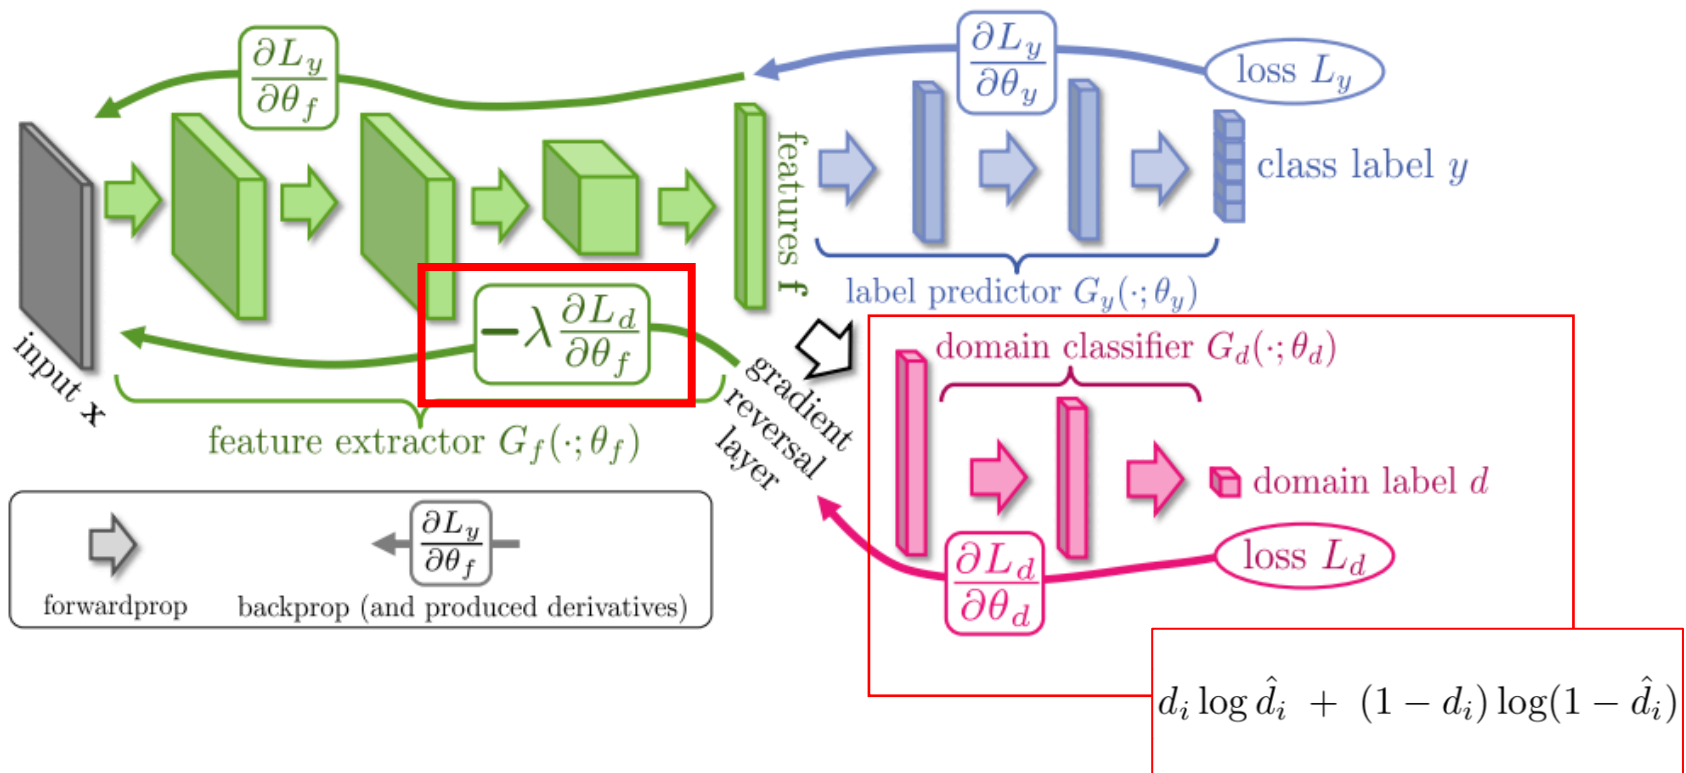 ∂L_y/∂θ_f
∂L_y/∂θ_y
loss L_y
features f
class label y
label predictor G_y(·; θ_y)
input x
−λ ∂L_d/∂θ_f
feature extractor G_f(·; θ_f)
gradient
reversal
layer
domain classifier G_d(·; θ_d)
domain label d
loss L_d
∂L_d/∂θ_d
∂L_y/∂θ_f
forwardprop
backprop (and produced derivatives)
d_i log d̂_i + (1 − d_i) log(1 − d̂_i)